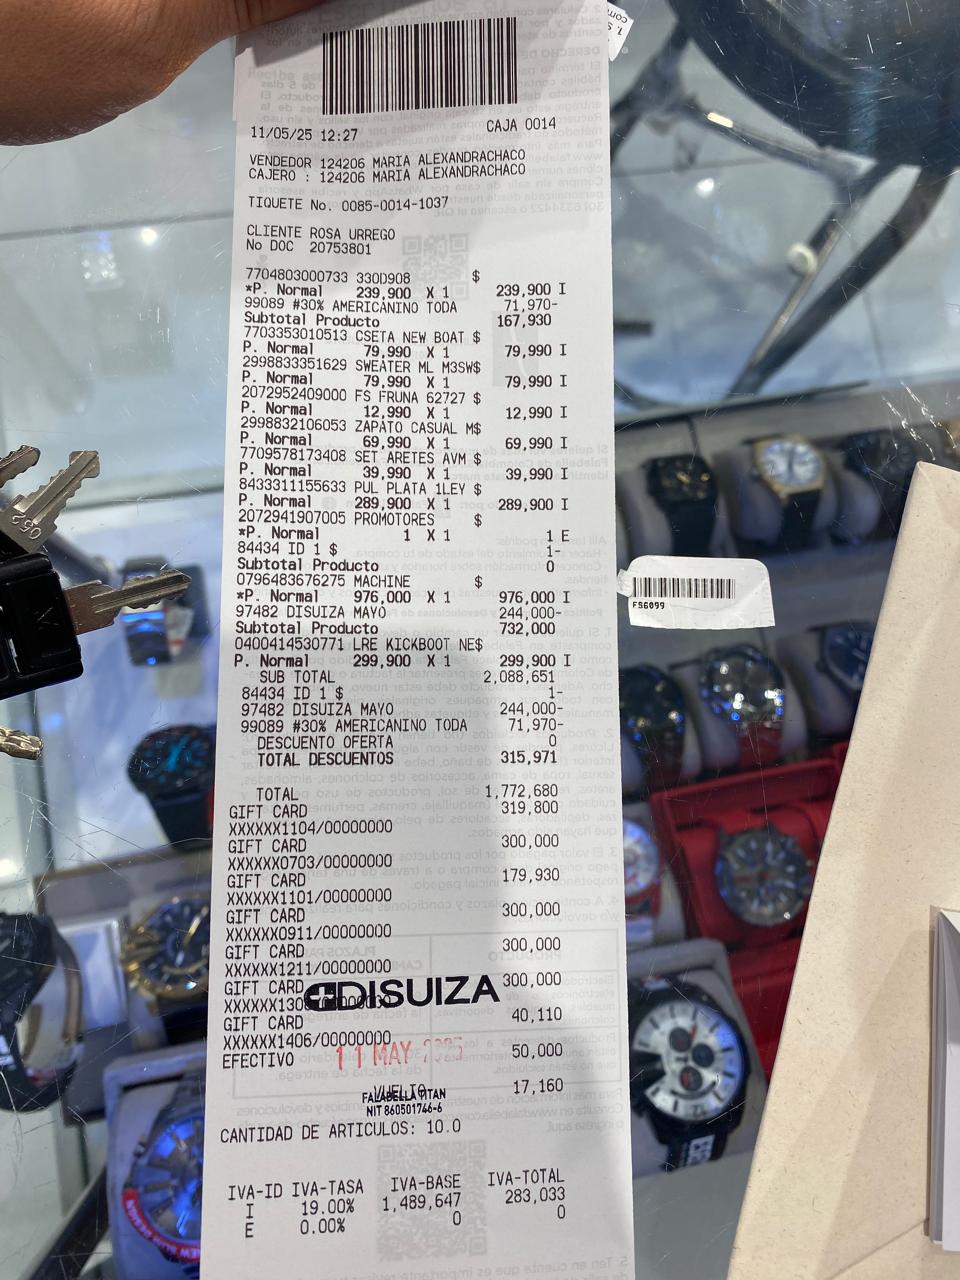 11/05/25 12:27 CAJA 0014
VENDEDOR 124206 MARIA ALEXANDRACHACO
CAJERO : 124206 MARIA ALEXANDRACHACO
TIQUETE No. 0085-0014-1037
CLIENTE ROSA URREGO
No DOC 20753801
7704803000733 330D908 $
*P. Normal 239,900 X 1 239,900 I
99089 #30% AMERICANINO TODA 71,970-
Subtotal Producto 167,930
7703353010513 CSETA NEW BOAT $
P. Normal 79,990 X 1 79,990 I
2998833351629 SWEATER ML M3SW$
P. Normal 79,990 X 1 79,990 I
2072952409000 FS FRUNA 62727 $
P. Normal 12,990 X 1 12,990 I
2998832106053 ZAPATO CASUAL M$
P. Normal 69,990 X 1 69,990 I
7709578173408 SET ARETES AVM $
P. Normal 39,990 X 1 39,990 I
8433311155633 PUL PLATA 1LEY $
P. Normal 289,900 X 1 289,900 I
2072941907005 PROMOTORES $
*P. Normal 1 X 1 1 E
84434 ID 1 $ 1-
Subtotal Producto 0
0796483676275 MACHINE $
*P. Normal 976,000 X 1 976,000 I
97482 DISUIZA MAYO 244,000-
Subtotal Producto 732,000
0400414530771 LRE KICKBOOT NE$
P. Normal 299,900 X 1 299,900 I
SUB TOTAL 2,088,651
84434 ID 1 $ 1-
97482 DISUIZA MAYO 244,000-
99089 #30% AMERICANINO TODA 71,970-
DESCUENTO OFERTA 0
TOTAL DESCUENTOS 315,971
TOTAL 1,772,680
GIFT CARD 319,800
XXXXXX1104/00000000
GIFT CARD 300,000
XXXXXX0703/00000000
GIFT CARD 179,930
XXXXXX1101/00000000
GIFT CARD 300,000
XXXXXX0911/00000000
GIFT CARD 300,000
XXXXXX1211/00000000
GIFT CARD 300,000
DISUIZA
GIFT CARD 40,110
XXXXXX1406/00000000
EFECTIVO 50,000
11 MAY 2025
VUELTO 17,160
FALABELLA TITAN
NIT 860501746-6
CANTIDAD DE ARTICULOS: 10.0
IVA-ID IVA-TASA IVA-BASE IVA-TOTAL
I 19.00% 1,489,647 283,033
E 0.00% 0 0
FS6099